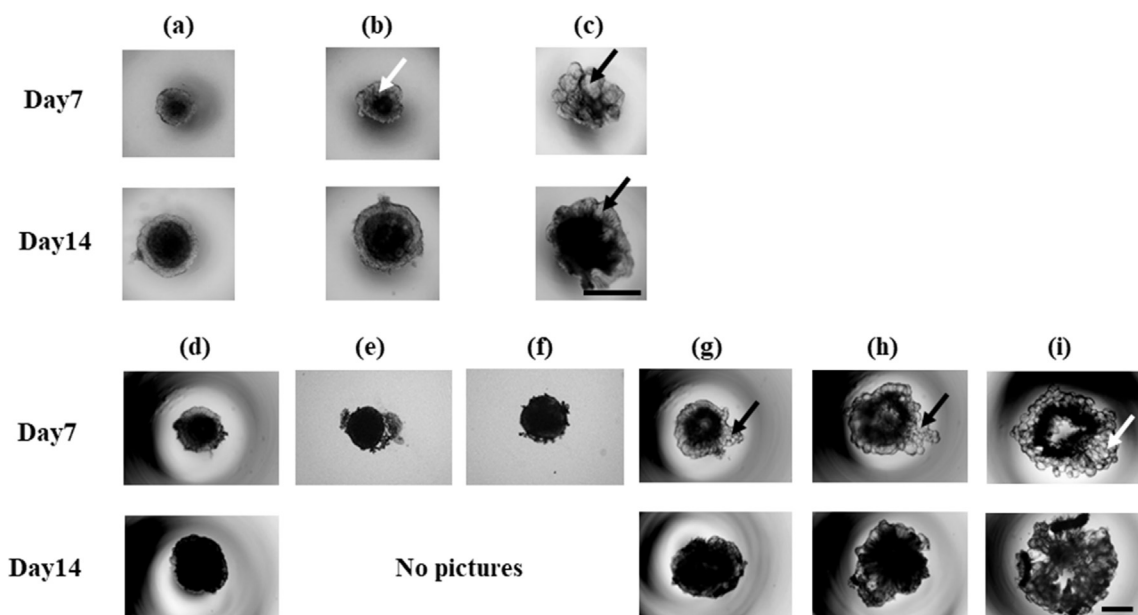 (a) (b) (c)
Day7
Day14
(d) (e) (f) (g) (h) (i)
Day7
Day14 No pictures